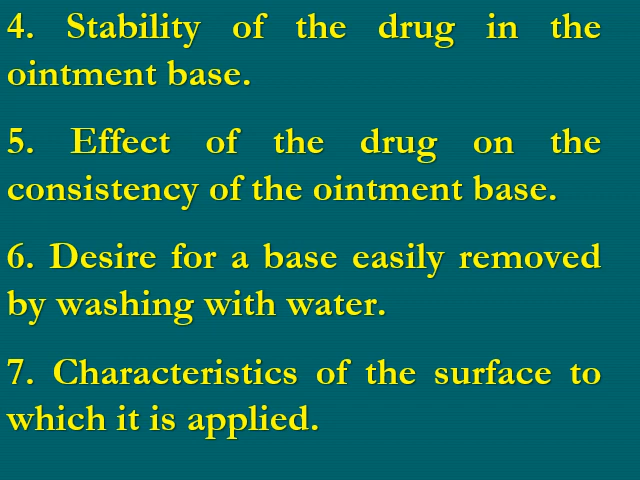 4. Stability of the drug in the
ointment base.
5. Effect of the drug on the
consistency of the ointment base.
6. Desire for a base easily removed
by washing with water.
7. Characteristics of the surface to
which it is applied.